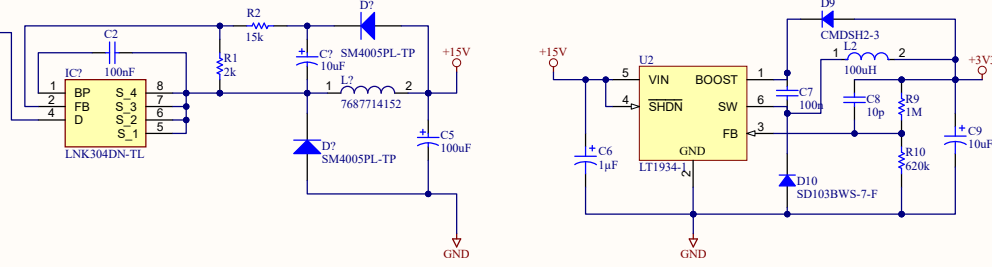 R2
15k
D?
SM4005PL-TP
C2
100nF
R1
2k
C?
10uF
+15V
IC?
1
BP
2
FB
4
D
S_4
8
S_3
7
S_2
6
S_1
5
LNK304DN-TL
L?
1
2
7687714152
D?
SM4005PL-TP
C5
100uF
GND
D9
CMDSH2-3
L2
1
2
100uH
+15V
U2
5
VIN
BOOST
1
4
SHDN
SW
6
FB
3
GND
2
LT1934-1
C7
100n
C8
10p
R9
1M
+3V3
C6
1µF
R10
620k
C9
10uF
D10
SD103BWS-7-F
GND